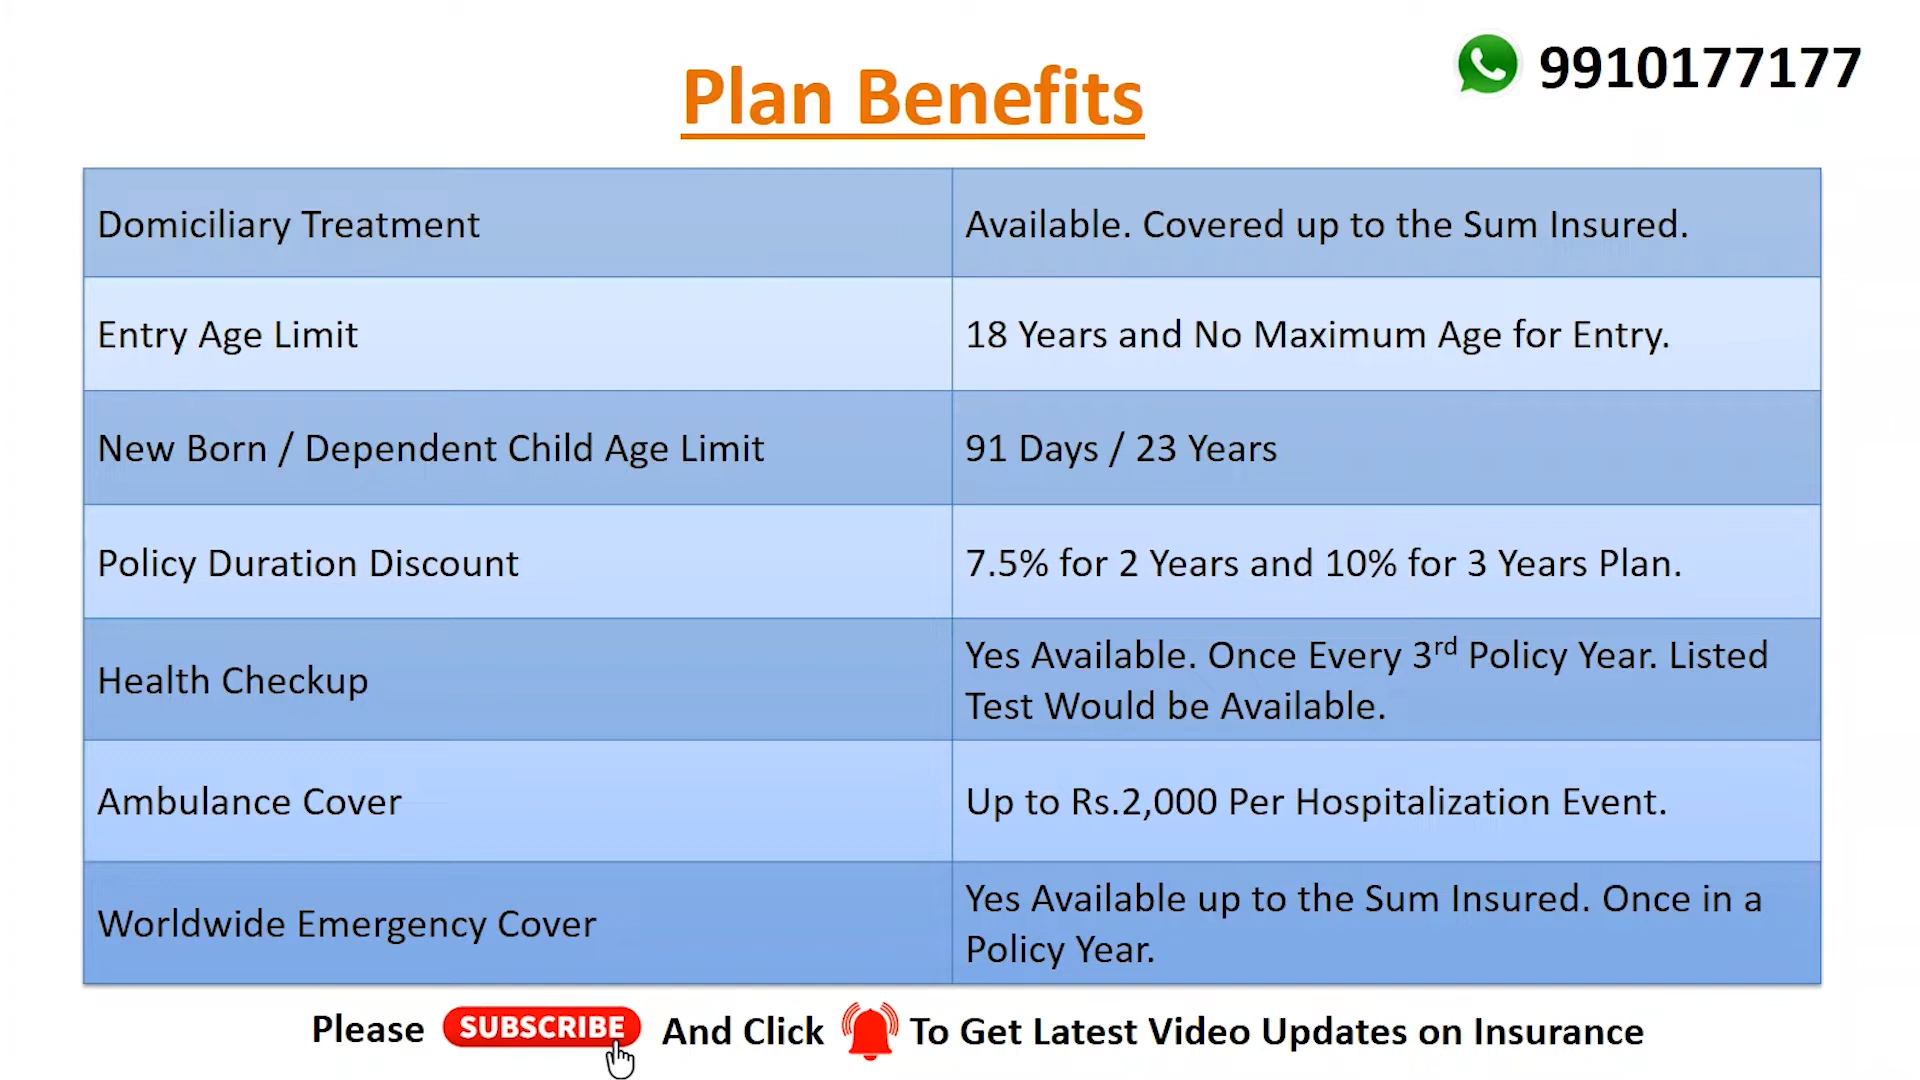 9910177177
Plan Benefits
Domiciliary Treatment
Available. Covered up to the Sum Insured.
Entry Age Limit
18 Years and No Maximum Age for Entry.
New Born / Dependent Child Age Limit
91 Days / 23 Years
Policy Duration Discount
7.5% for 2 Years and 10% for 3 Years Plan.
Health Checkup
Yes Available. Once Every 3rd Policy Year. Listed
Test Would be Available.
Ambulance Cover
Up to Rs.2,000 Per Hospitalization Event.
Worldwide Emergency Cover
Yes Available up to the Sum Insured. Once in a
Policy Year.
Please SUBSCRIBE And Click To Get Latest Video Updates on Insurance